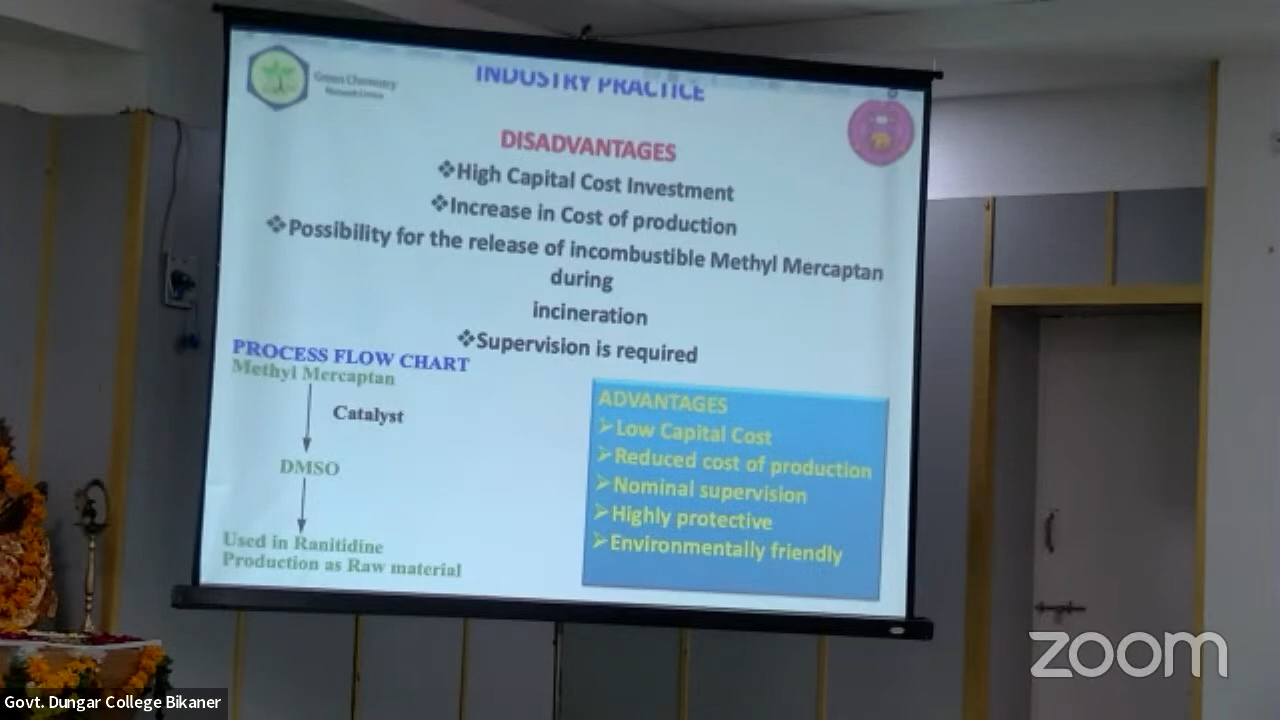 Green Chemistry
Network Centre
INDUSTRY PRACTICE
DISADVANTAGES
❖High Capital Cost Investment
❖Increase in Cost of production
❖Possibility for the release of incombustible Methyl Mercaptan
during
incineration
❖Supervision is required
PROCESS FLOW CHART
Methyl Mercaptan
Catalyst
DMSO
Used in Ranitidine
Production as Raw material
ADVANTAGES
➢Low Capital Cost
➢Reduced cost of production
➢Nominal supervision
➢Highly protective
➢Environmentally friendly
zoom
Govt. Dungar College Bikaner